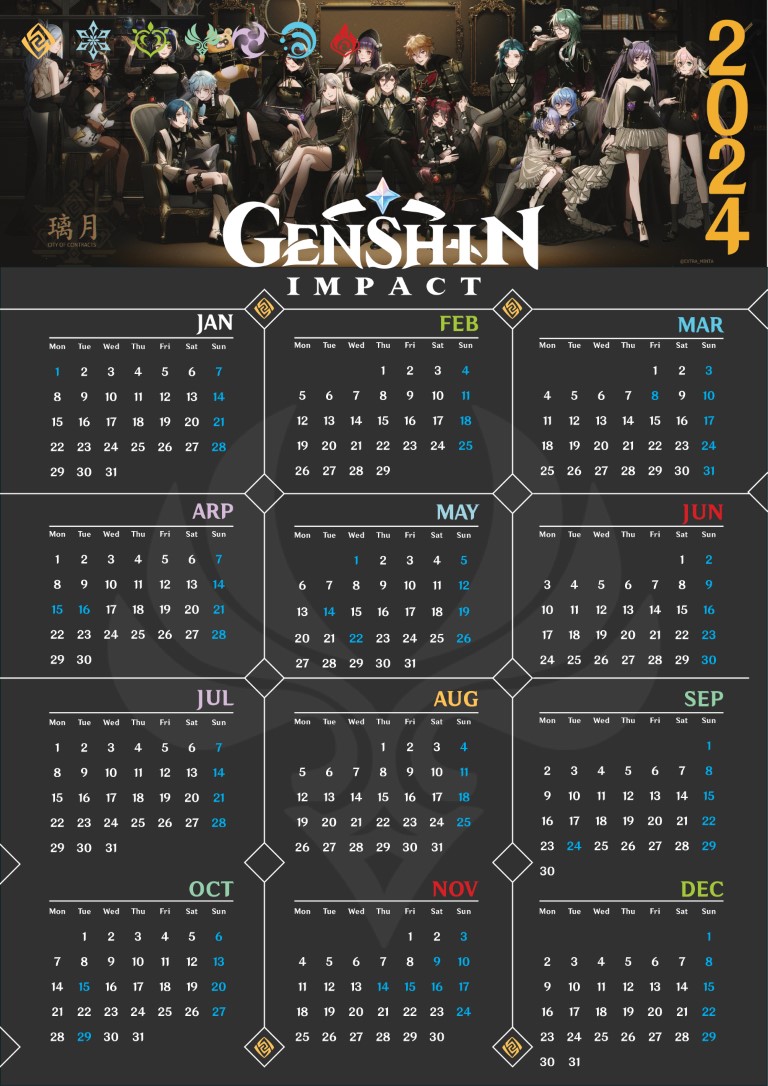 2024
璃月
CITY OF CONTRACTS
@EXTRA_MINTA
GENSHIN
IMPACT
JAN
Mon Tue Wed Thu Fri Sat Sun
1 2 3 4 5 6 7
8 9 10 11 12 13 14
15 16 17 18 19 20 21
22 23 24 25 26 27 28
29 30 31
FEB
Mon Tue Wed Thu Fri Sat Sun
1 2 3 4
5 6 7 8 9 10 11
12 13 14 15 16 17 18
19 20 21 22 23 24 25
26 27 28 29
MAR
Mon Tue Wed Thu Fri Sat Sun
1 2 3
4 5 6 7 8 9 10
11 12 13 14 15 16 17
18 19 20 21 22 23 24
25 26 27 28 29 30 31
ARP
Mon Tue Wed Thu Fri Sat Sun
1 2 3 4 5 6 7
8 9 10 11 12 13 14
15 16 17 18 19 20 21
22 23 24 25 26 27 28
29 30
MAY
Mon Tue Wed Thu Fri Sat Sun
1 2 3 4 5
6 7 8 9 10 11 12
13 14 15 16 17 18 19
20 21 22 23 24 25 26
27 28 29 30 31
JUN
Mon Tue Wed Thu Fri Sat Sun
1 2
3 4 5 6 7 8 9
10 11 12 13 14 15 16
17 18 19 20 21 22 23
24 25 26 27 28 29 30
JUL
Mon Tue Wed Thu Fri Sat Sun
1 2 3 4 5 6 7
8 9 10 11 12 13 14
15 16 17 18 19 20 21
22 23 24 25 26 27 28
29 30 31
AUG
Mon Tue Wed Thu Fri Sat Sun
1 2 3 4
5 6 7 8 9 10 11
12 13 14 15 16 17 18
19 20 21 22 23 24 25
26 27 28 29 30 31
SEP
Mon Tue Wed Thu Fri Sat Sun
1
2 3 4 5 6 7 8
9 10 11 12 13 14 15
16 17 18 19 20 21 22
23 24 25 26 27 28 29
30
OCT
Mon Tue Wed Thu Fri Sat Sun
1 2 3 4 5 6
7 8 9 10 11 12 13
14 15 16 17 18 19 20
21 22 23 24 25 26 27
28 29 30 31
NOV
Mon Tue Wed Thu Fri Sat Sun
1 2 3
4 5 6 7 8 9 10
11 12 13 14 15 16 17
18 19 20 21 22 23 24
25 26 27 28 29 30
DEC
Mon Tue Wed Thu Fri Sat Sun
1
2 3 4 5 6 7 8
9 10 11 12 13 14 15
16 17 18 19 20 21 22
23 24 25 26 27 28 29
30 31